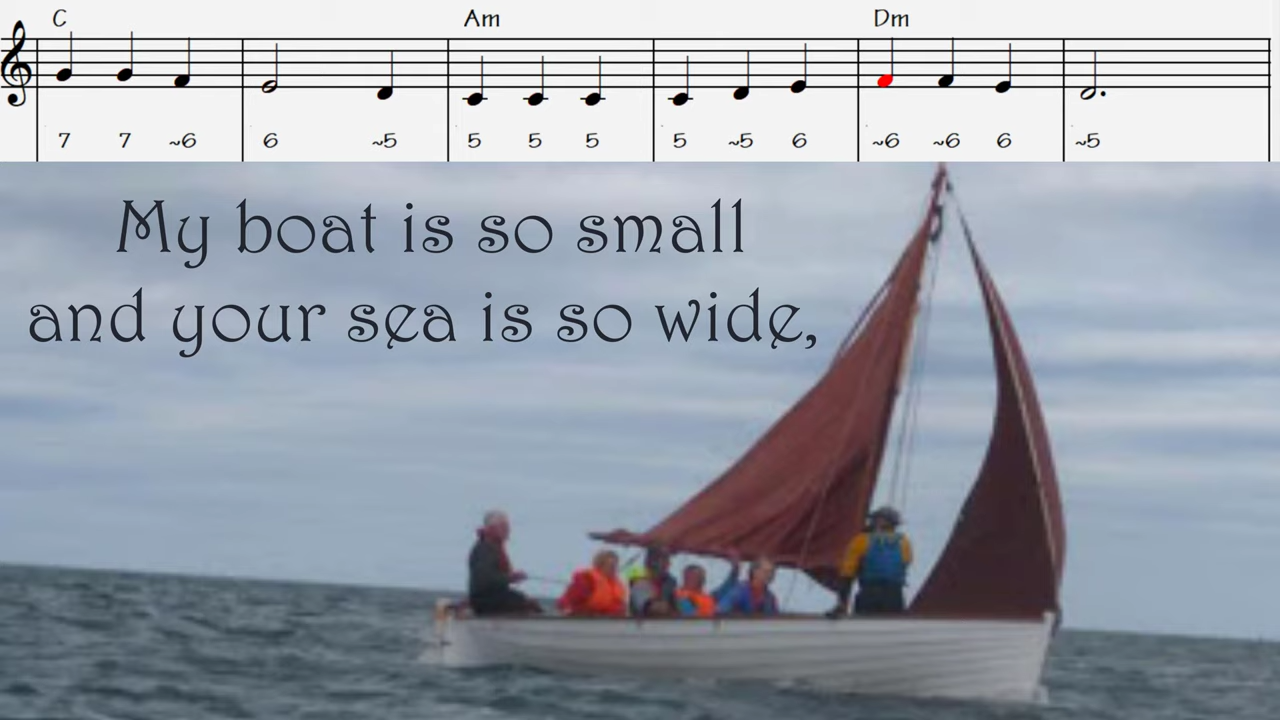 C Am Dm
7 7 ~6 6 ~5 5 5 5 5 ~5 6 ~6 ~6 6 ~5
My boat is so small
and your sea is so wide,